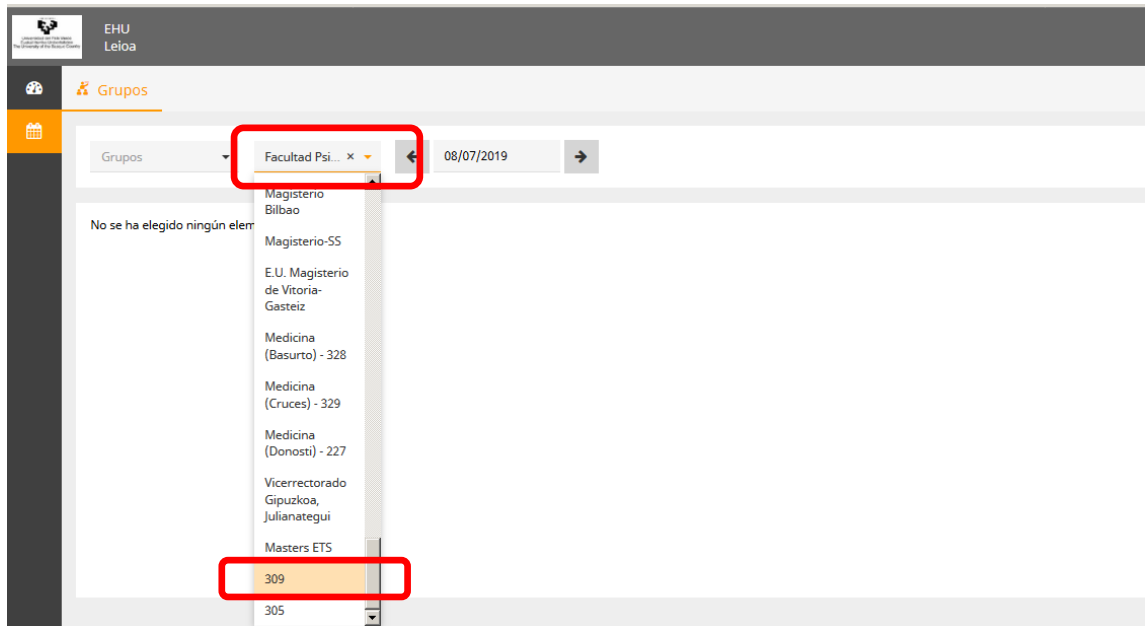 EHU
Leioa
Grupos
Grupos
Facultad Psi... ×
08/07/2019
No se ha elegido ningún elem
Magisterio
Bilbao
Magisterio-SS
E.U. Magisterio
de Vitoria-
Gasteiz
Medicina
(Basurto) - 328
Medicina
(Cruces) - 329
Medicina
(Donosti) - 227
Vicerrectorado
Gipuzkoa,
Julianategui
Masters ETS
309
305